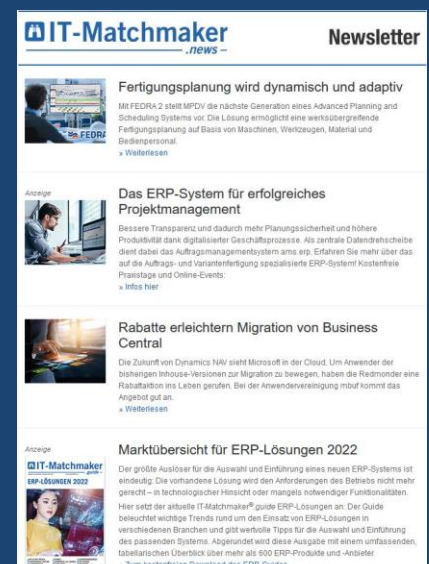 IT-Matchmaker
.news –
Newsletter
Fertigungsplanung wird dynamisch und adaptiv
Mit FEDRA 2 stellt MPDV die nächste Generation eines Advanced Planning and
Scheduling Systems vor. Die Lösung ermöglicht eine werksübergreifende
Fertigungsplanung auf Basis von Maschinen, Werkzeugen, Material und
Bedienpersonal.
» Weiterlesen
FEDRA
Anzeige
Das ERP-System für erfolgreiches
Projektmanagement
Bessere Transparenz und dadurch mehr Planungssicherheit und höhere
Produktivität dank digitalisierter Geschäftsprozesse. Als zentrale Datendrehscheibe
dient dabei das Auftragsmanagementsystem ams.erp. Erfahren Sie mehr über das
auf die Auftrags- und Variantenfertigung spezialisierte ERP-System! Kostenfreie
Praxistage und Online-Events:
» Infos hier
Rabatte erleichtern Migration von Business
Central
Die Zukunft von Dynamics NAV sieht Microsoft in der Cloud. Um Anwender der
bisherigen Inhouse-Versionen zur Migration zu bewegen, haben die Redmonder eine
Rabattaktion ins Leben gerufen. Bei der Anwendervereinigung mbuf kommt das
Angebot gut an.
» Weiterlesen
Anzeige
Marktübersicht für ERP-Lösungen 2022
Der größte Auslöser für die Auswahl und Einführung eines neuen ERP-Systems ist
eindeutig: Die vorhandene Lösung wird den Anforderungen des Betriebs nicht mehr
gerecht – in technologischer Hinsicht oder mangels notwendiger Funktionalitäten.
Hier setzt der aktuelle IT-Matchmaker®.guide ERP-Lösungen an: Der Guide
beleuchtet wichtige Trends rund um den Einsatz von ERP-Lösungen in
verschiedenen Branchen und gibt wertvolle Tipps für die Auswahl und Einführung
des passenden Systems. Abgerundet wird diese Ausgabe mit einem umfassenden,
tabellarischen Überblick über mehr als 600 ERP-Produkte und -Anbieter.
» Zum kostenfreien Download des ERP-Guides
IT-Matchmaker
.guide –
ERP-LÖSUNGEN 2022